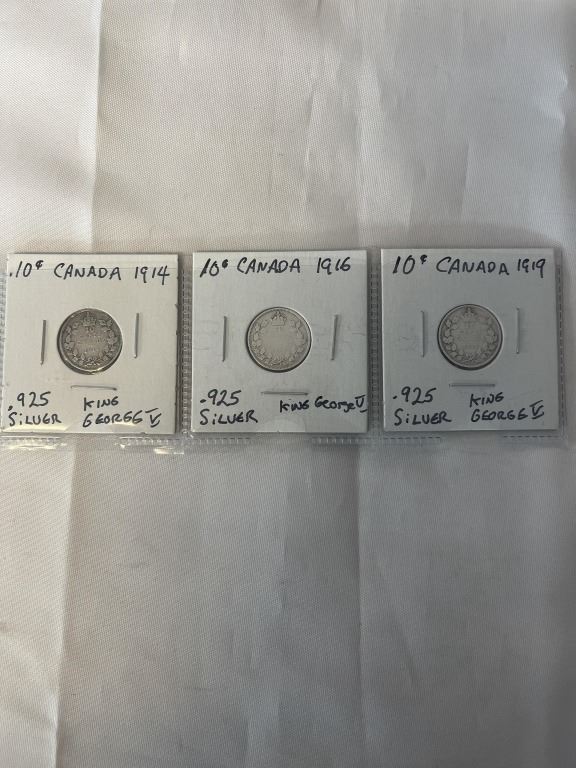 .10¢ CANADA 1914
.925 KING
SILVER GEORGE V
10¢ CANADA 1916
.925
SILVER KING GEORGE V
10¢ CANADA 1919
.925 KING
SILVER GEORGE V